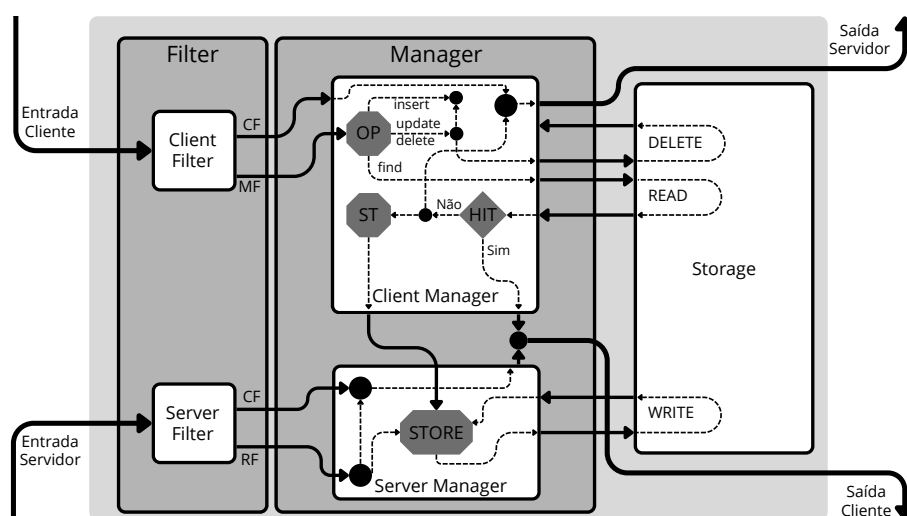 Filter
Manager
Saída
Servidor
Entrada
Cliente
Client
Filter
CF
MF
OP
insert
update
delete
find
DELETE
READ
ST
Não
HIT
Sim
Storage
Client Manager
Entrada
Servidor
Server
Filter
CF
RF
STORE
WRITE
Server Manager
Saída
Cliente